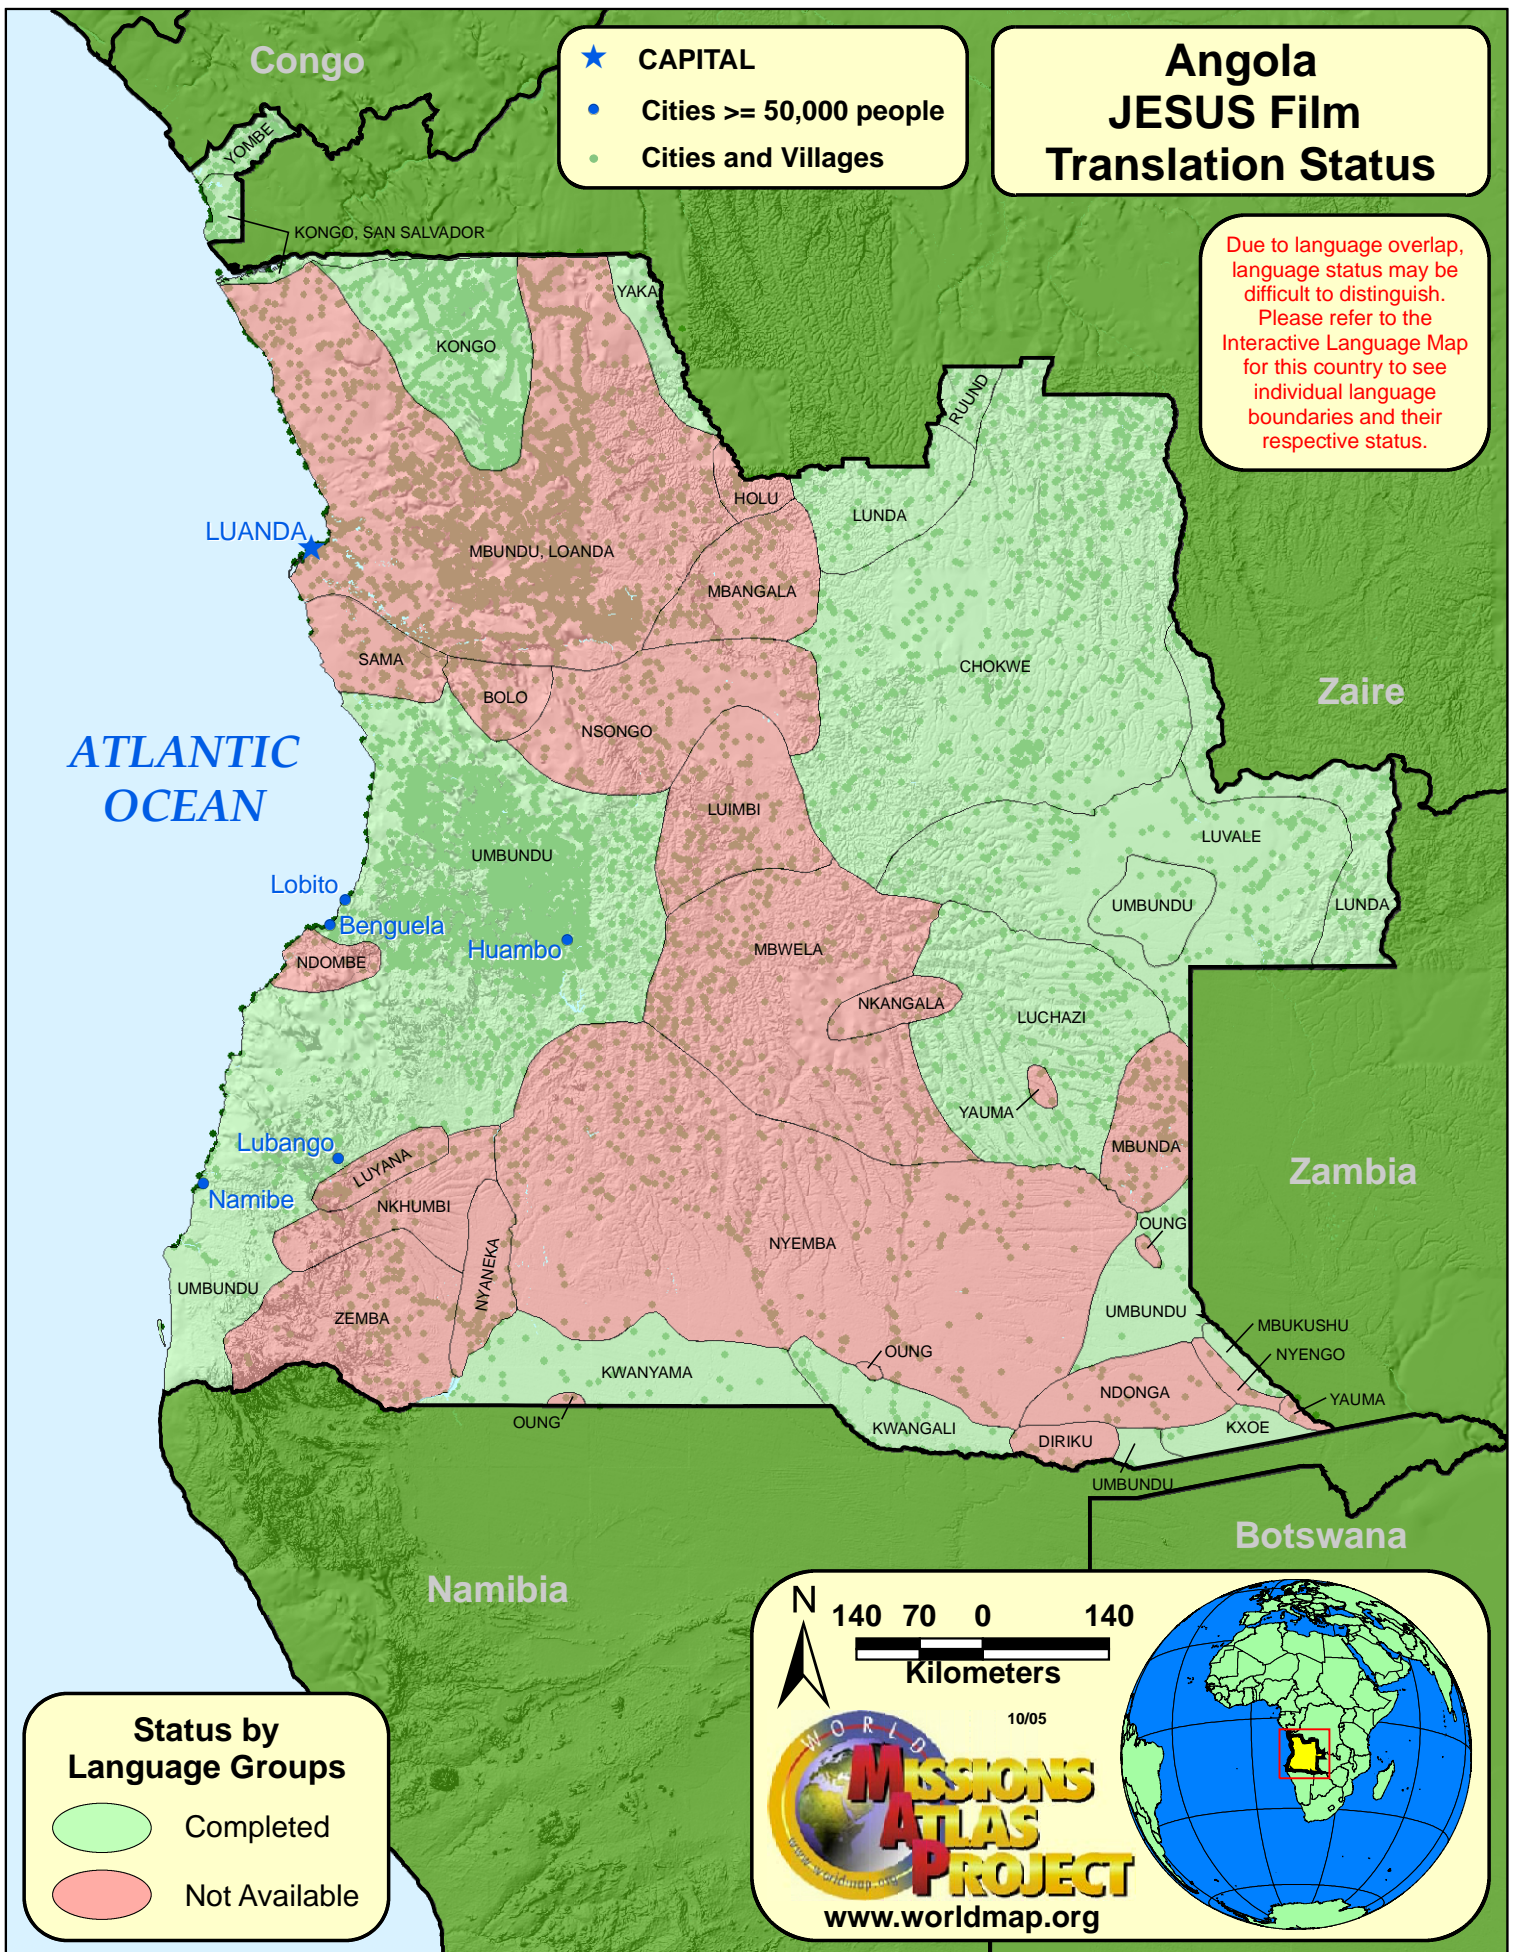 Congo
CAPITAL
Cities >= 50,000 people
Cities and Villages
Angola
JESUS Film
Translation Status
Due to language overlap,
language status may be
difficult to distinguish.
Please refer to the
Interactive Language Map
for this country to see
individual language
boundaries and their
respective status.
YOMBE
KONGO, SAN SALVADOR
YAKA
KONGO
RUUND
HOLU
LUNDA
LUANDA
MBUNDU, LOANDA
MBANGALA
SAMA
CHOKWE
BOLO
Zaire
NSONGO
ATLANTIC
OCEAN
LUIMBI
LUVALE
UMBUNDU
Lobito
UMBUNDU
LUNDA
Benguela
Huambo
MBWELA
NDOMBE
NKANGALA
LUCHAZI
YAUMA
Lubango
MBUNDA
LUYANA
Zambia
Namibe
NKHUMBI
OUNG
NYEMBA
NYANEKA
UMBUNDU
UMBUNDU
ZEMBA
MBUKUSHU
OUNG
NYENGO
KWANYAMA
NDONGA
YAUMA
OUNG
KWANGALI
KXOE
DIRIKU
UMBUNDU
Botswana
Namibia
N
140 70 0 140
Kilometers
10/05
WORLD
MISSIONS
ATLAS
PROJECT
www.worldmap.org
www.worldmap.org
Status by
Language Groups
Completed
Not Available